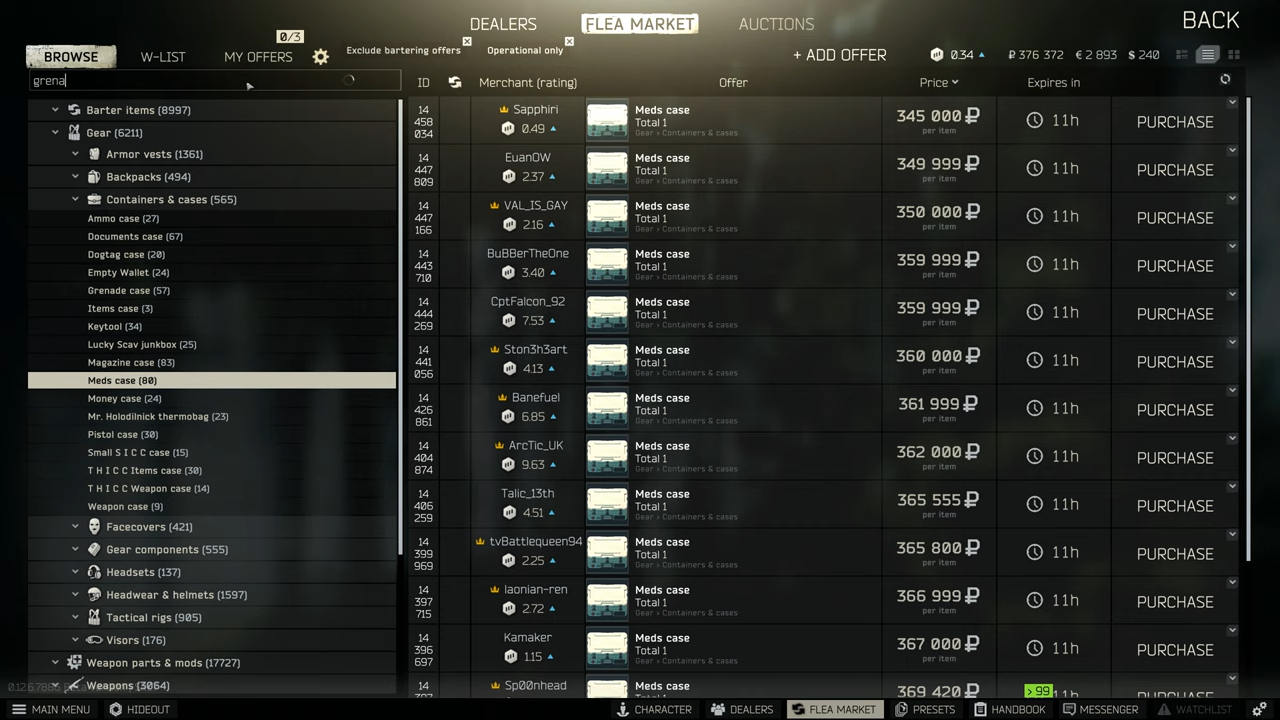 DEALERS
FLEA MARKET
AUCTIONS
BACK
0/3
BROWSE
W-LIST
MY OFFERS
Exclude bartering offers
Operational only
+ ADD OFFER
0.34
₽ 376 372
€ 2 893
$ 240
grena
ID
Merchant (rating)
Offer
Price
Expires in
Barter items (8997)
Gear (6211)
Armor vests (1361)
Backpacks (494)
Containers & cases (565)
Ammo case (27)
Documents case (67)
Dogtag case (20)
Empty Wallet (24)
Grenade case (57)
Items case (3)
Keytool (34)
Lucky Scav junkbox (25)
Magazine case (83)
Meds case (80)
Money case (24)
Mr. Holodilnick thermobag (23)
Pistol case (30)
Small S I C C case (15)
T H I C C Items case (30)
T H I C C Weapon case (14)
Weapon case (9)
Facecovers (421)
Gear components (555)
Headsets (137)
Headwear & helmets (1597)
Tactical rigs (905)
Visors (176)
Weapon parts & mods (17727)
Weapons (3064)
14 458 034
Sapphiri
0.49
Meds case
Total 1
Gear > Containers & cases
345 000 ₽
per item
11h
PURCHASE
14 447 809
EuanOW
2.37
Meds case
Total 1
Gear > Containers & cases
349 999 ₽
per item
11h
PURCHASE
14 447 166
VAL_IS_GAY
2.16
Meds case
Total 1
Gear > Containers & cases
350 000 ₽
per item
11h
PURCHASE
14 443 710
BuBBerTheOne
3.40
Meds case
Total 1
Gear > Containers & cases
359 999 ₽
per item
11h
PURCHASE
14 444 269
CptFalcon_92
7.53
Meds case
Total 1
Gear > Containers & cases
359 999 ₽
per item
11h
PURCHASE
14 441 056
Ston3h3art
4.13
Meds case
Total 1
Gear > Containers & cases
360 000 ₽
per item
11h
PURCHASE
14 426 861
Banefuel
6.85
Meds case
Total 1
Gear > Containers & cases
361 999 ₽
per item
11h
PURCHASE
14 404 874
ArcTic_UK
9.63
Meds case
Total 1
Gear > Containers & cases
362 000 ₽
per item
11h
PURCHASE
14 406 259
Talic_13th
4.51
Meds case
Total 1
Gear > Containers & cases
365 555 ₽
per item
11h
PURCHASE
14 399 969
tvBattlequeen94
2.25
Meds case
Total 1
Gear > Containers & cases
365 800 ₽
per item
11h
PURCHASE
14 397 715
2.72
Meds case
Total 1
Gear > Containers & cases
366 999 ₽
per item
11h
PURCHASE
14 396 697
Kamaker
1.15
Meds case
Total 1
Gear > Containers & cases
367 000 ₽
per item
11h
PURCHASE
14
Sp00nhead
Meds case
369 420 ₽
>99
11h
PURCHASE
MAIN MENU
HIDEOUT
CHARACTER
DEALERS
FLEA MARKET
PRESETS
HANDBOOK
MESSENGER
WATCHLIST